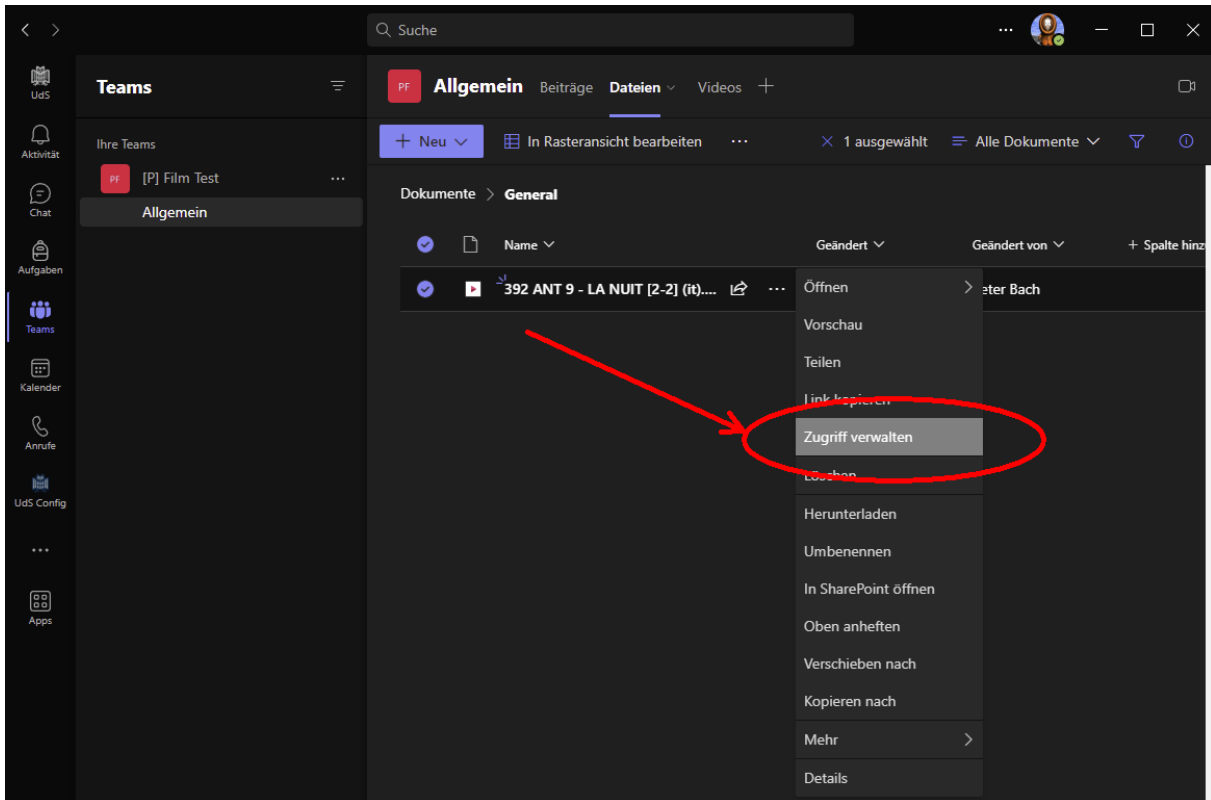 Suche
UdS
Aktivität
Chat
Aufgaben
Teams
Kalender
Anrufe
UdS Config
Apps
Teams
Ihre Teams
PF [P] Film Test
Allgemein
PF Allgemein Beiträge Dateien Videos
+ Neu In Rasteransicht bearbeiten ... 1 ausgewählt Alle Dokumente
Dokumente > General
Name Geändert Geändert von + Spalte hinz
392 ANT 9 - LA NUIT [2-2] (it).... eter Bach
Öffnen
Vorschau
Teilen
Link kopieren
Zugriff verwalten
Löschen
Herunterladen
Umbenennen
In SharePoint öffnen
Oben anheften
Verschieben nach
Kopieren nach
Mehr
Details